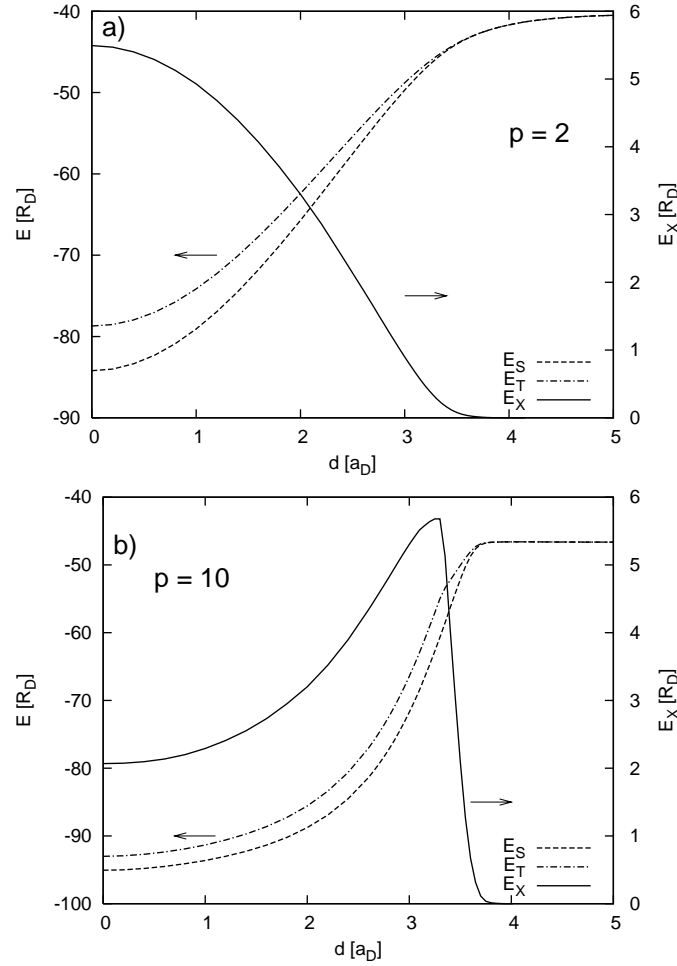 a)
p = 2
E [R_D]
-40
-50
-60
-70
-80
-90
E_X [R_D]
6
5
4
3
2
1
0
E_S
E_T
E_X
0 1 2 3 4 5
d [a_D]
b)
p = 10
E [R_D]
-40
-50
-60
-70
-80
-90
-100
E_X [R_D]
6
5
4
3
2
1
0
E_S
E_T
E_X
0 1 2 3 4 5
d [a_D]